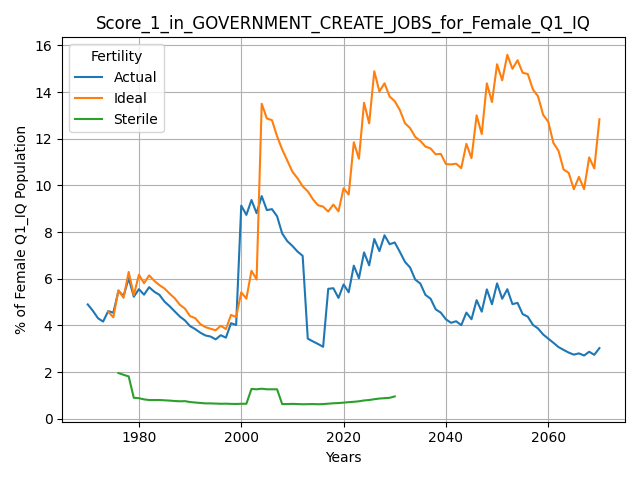 Score_1_in_GOVERNMENT_CREATE_JOBS_for_Female_Q1_IQ
Fertility
Actual
Ideal
Sterile
% of Female Q1_IQ Population
16
14
12
10
8
6
4
2
0
1980
2000
2020
2040
2060
Years